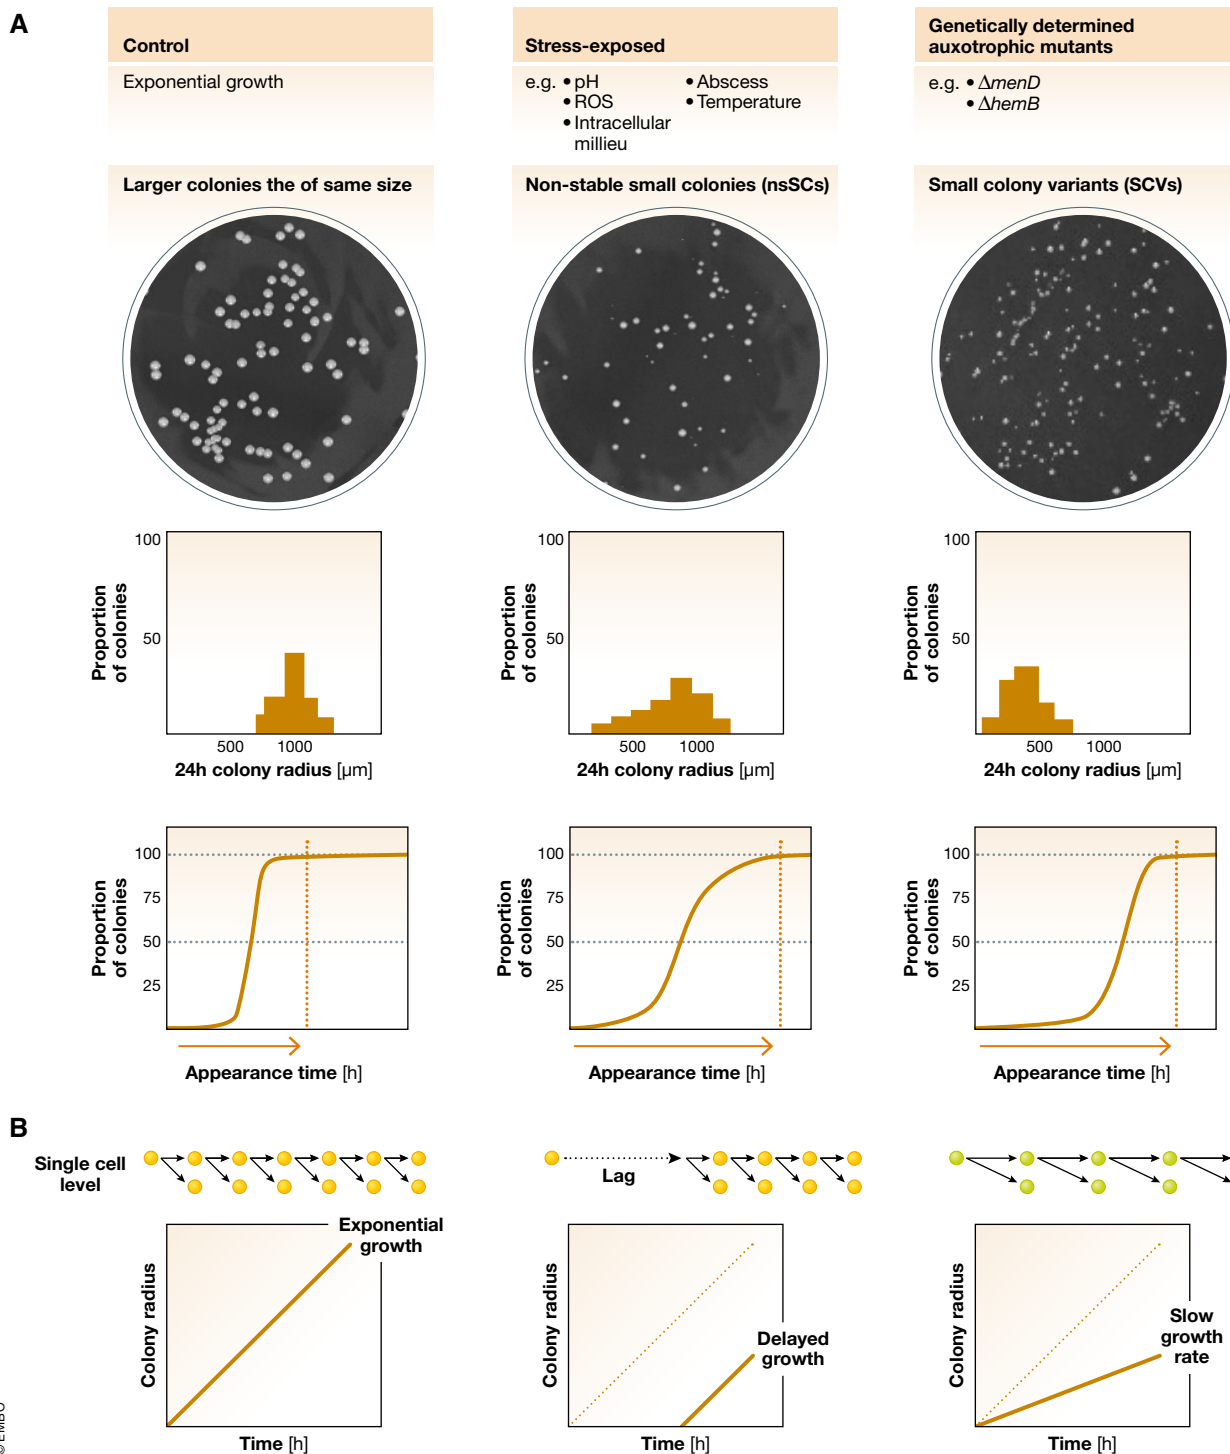 A
Control
Exponential growth
Larger colonies the of same size
Stress-exposed
e.g. • pH
• ROS
• Intracellular
millieu
• Abscess
• Temperature
Non-stable small colonies (nsSCs)
Genetically determined
auxotrophic mutants
e.g. • ΔmenD
• ΔhemB
Small colony variants (SCVs)
Proportion
of colonies
100
50
500 1000
24h colony radius [µm]
Proportion
of colonies
100
50
500 1000
24h colony radius [µm]
Proportion
of colonies
100
50
500 1000
24h colony radius [µm]
Proportion
of colonies
100
75
50
25
Appearance time [h]
Proportion
of colonies
100
75
50
25
Appearance time [h]
Proportion
of colonies
100
75
50
25
Appearance time [h]
B
Single cell
level
Lag
Colony radius
Exponential
growth
Time [h]
Colony radius
Delayed
growth
Time [h]
Colony radius
Slow
growth
rate
Time [h]
© EMBO